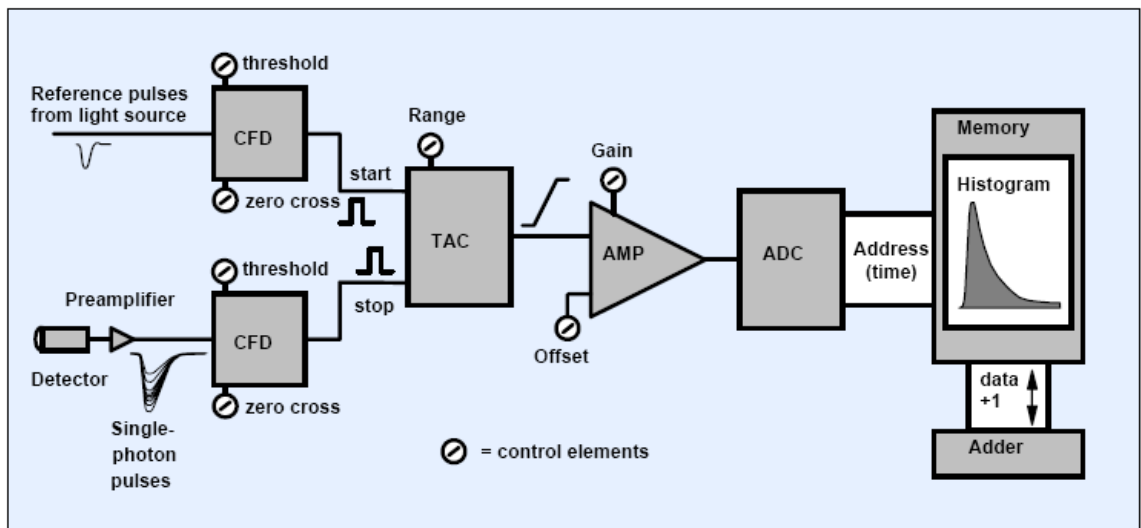 threshold
Reference pulses
from light source
CFD
zero cross
start
Range
TAC
Gain
AMP
Offset
ADC
Address
(time)
Memory
Histogram
data
+1
Adder
threshold
Preamplifier
stop
CFD
Detector
zero cross
Single-
photon
pulses
= control elements